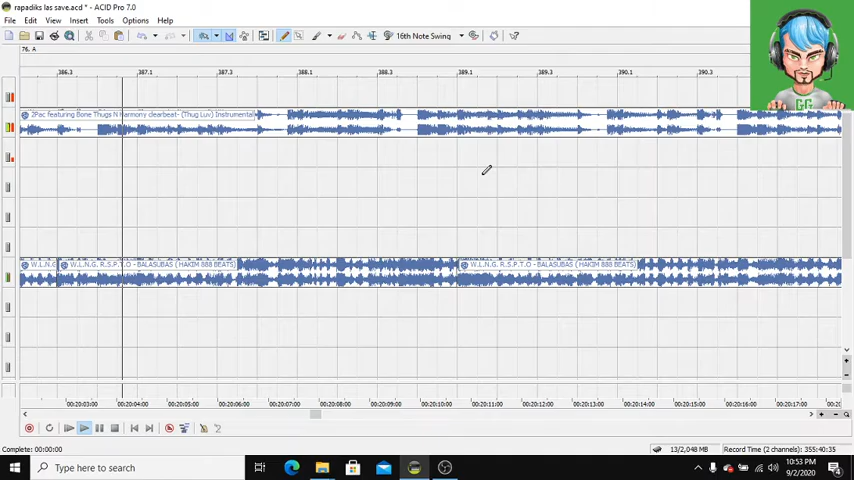 rapadiks las save.acd * - ACID Pro 7.0
File Edit View Insert Tools Options Help
16th Note Swing
76. A
386.3 387.1 387.3 388.1 388.3 389.1 389.3 390.1 390.3
2Pac featuring Bone Thugs N Harmony clearbeat- (Thug Luv) Instrumental
W.L.N.G W.L.N.G. R.S.P.T.O - BALASUBAS ( HAKIM 888 BEATS) W.L.N.G. R.S.P.T.O - BALASUBAS ( HAKIM 888 BEATS)
00:20:03:00 00:20:04:00 00:20:05:00 00:20:06:00 00:20:07:00 00:20:08:00 00:20:09:00 00:20:10:00 00:20:11:00 00:20:12:00 00:20:13:00 00:20:14:00 00:20:15:00 00:20:16:00 00:20:17:00
Complete: 00:00:00
13/2,048 MB Record Time (2 channels): 355:40:35
Type here to search
10:53 PM
9/2/2020
4
GG